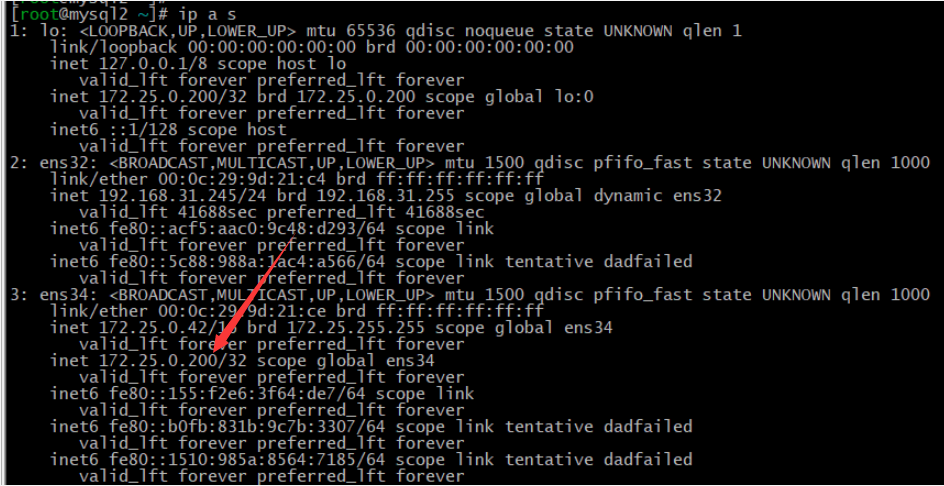 [root@mysql2 ~]#
[root@mysql2 ~]# ip a s
1: lo: <LOOPBACK,UP,LOWER_UP> mtu 65536 qdisc noqueue state UNKNOWN qlen 1
link/loopback 00:00:00:00:00:00 brd 00:00:00:00:00:00
inet 127.0.0.1/8 scope host lo
valid_lft forever preferred_lft forever
inet 172.25.0.200/32 brd 172.25.0.200 scope global lo:0
valid_lft forever preferred_lft forever
inet6 ::1/128 scope host
valid_lft forever preferred_lft forever
2: ens32: <BROADCAST,MULTICAST,UP,LOWER_UP> mtu 1500 qdisc pfifo_fast state UNKNOWN qlen 1000
link/ether 00:0c:29:9d:21:c4 brd ff:ff:ff:ff:ff:ff
inet 192.168.31.245/24 brd 192.168.31.255 scope global dynamic ens32
valid_lft 41688sec preferred_lft 41688sec
inet6 fe80::acf5:aac0:9c48:d293/64 scope link
valid_lft forever preferred_lft forever
inet6 fe80::5c88:988a:1ac4:a566/64 scope link tentative dadfailed
valid_lft forever preferred_lft forever
3: ens34: <BROADCAST,MULTICAST,UP,LOWER_UP> mtu 1500 qdisc pfifo_fast state UNKNOWN qlen 1000
link/ether 00:0c:29:9d:21:ce brd ff:ff:ff:ff:ff:ff
inet 172.25.0.42/16 brd 172.25.255.255 scope global ens34
valid_lft forever preferred_lft forever
inet 172.25.0.200/32 scope global ens34
valid_lft forever preferred_lft forever
inet6 fe80::155:f2e6:3f64:de7/64 scope link
valid_lft forever preferred_lft forever
inet6 fe80::b0fb:831b:9c7b:3307/64 scope link tentative dadfailed
valid_lft forever preferred_lft forever
inet6 fe80::1510:985a:8564:7185/64 scope link tentative dadfailed
valid_lft forever preferred_lft forever